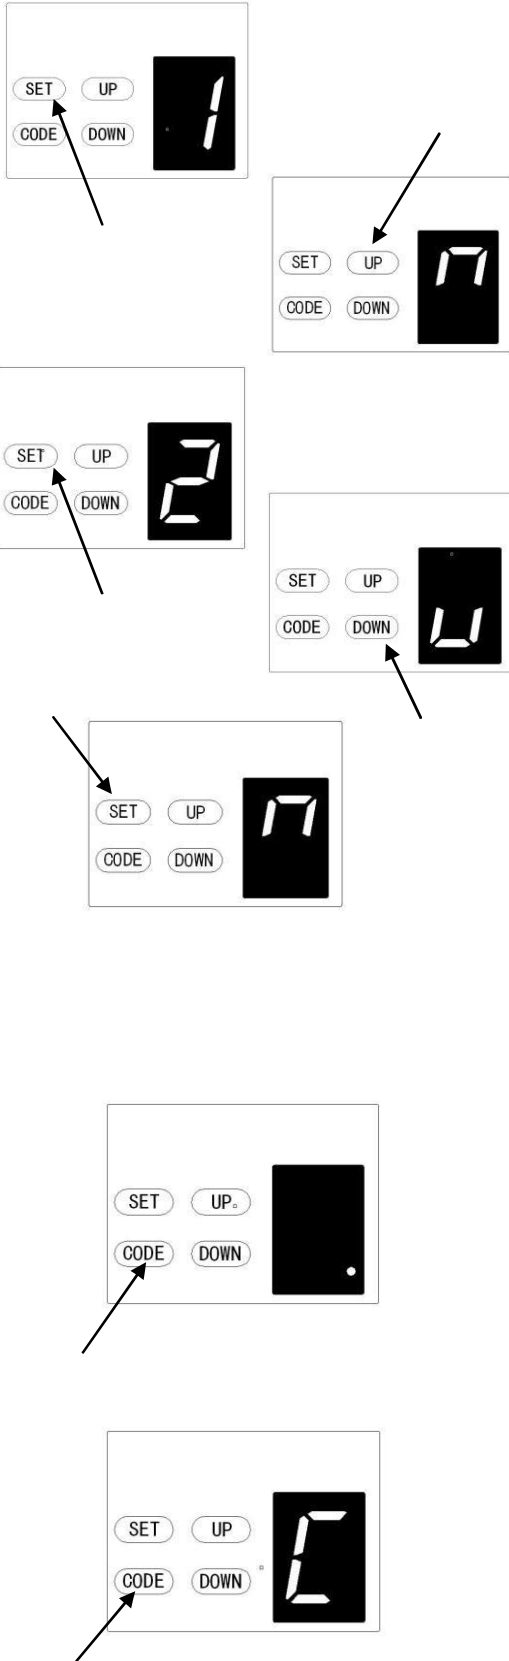 SET UP 1
CODE DOWN
SET UP n
CODE DOWN
SET UP 2
CODE DOWN
SET UP u
CODE DOWN
SET UP n
CODE DOWN
SET UP .
CODE DOWN
SET UP C
CODE DOWN